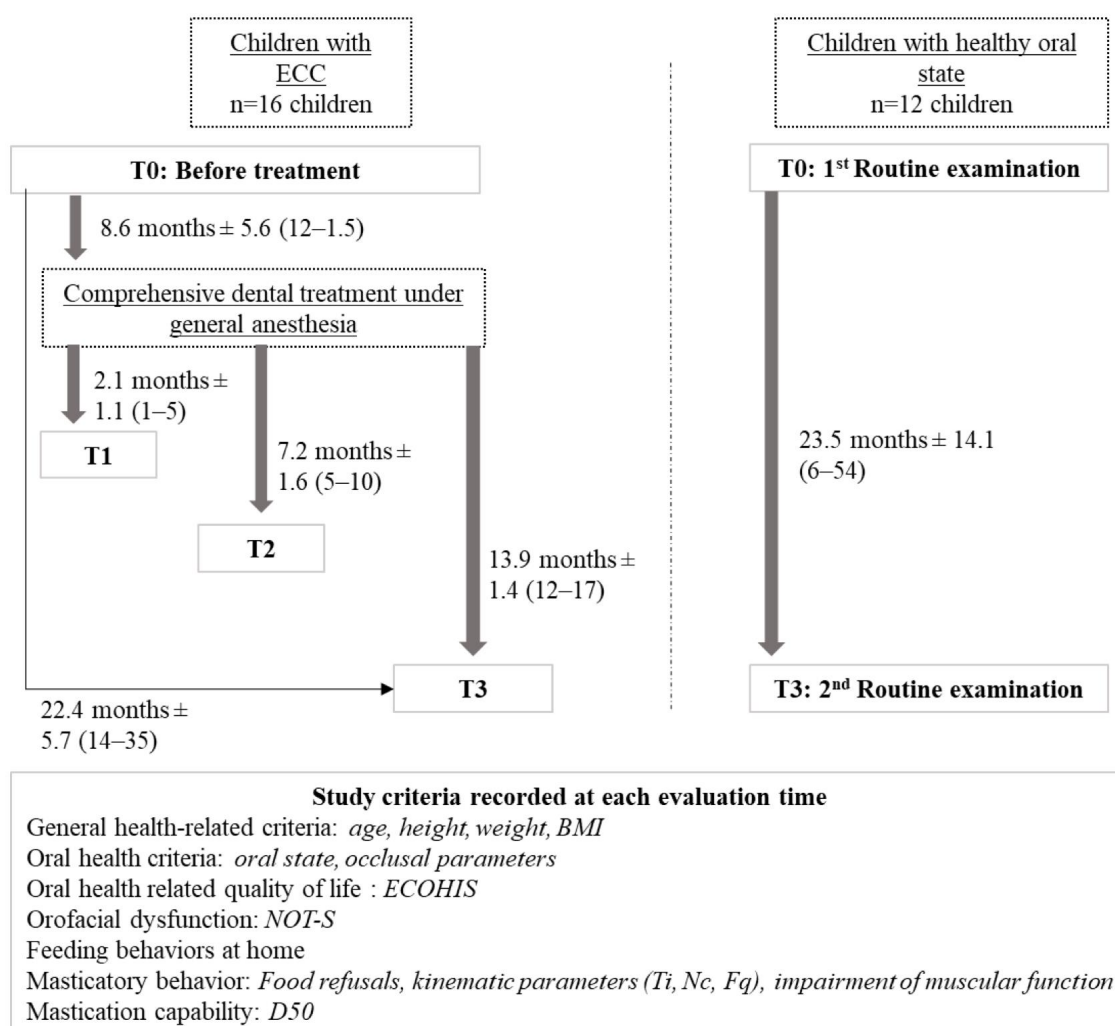 Children with
ECC
n=16 children
Children with healthy oral
state
n=12 children
T0: Before treatment
T0: 1st Routine examination
8.6 months ± 5.6 (12–1.5)
Comprehensive dental treatment under
general anesthesia
2.1 months ±
1.1 (1–5)
T1
7.2 months ±
1.6 (5–10)
T2
13.9 months ±
1.4 (12–17)
23.5 months ± 14.1
(6–54)
T3
T3: 2nd Routine examination
22.4 months ±
5.7 (14–35)
Study criteria recorded at each evaluation time
General health-related criteria: age, height, weight, BMI
Oral health criteria: oral state, occlusal parameters
Oral health related quality of life : ECOHIS
Orofacial dysfunction: NOT-S
Feeding behaviors at home
Masticatory behavior: Food refusals, kinematic parameters (Ti, Nc, Fq), impairment of muscular function
Mastication capability: D50